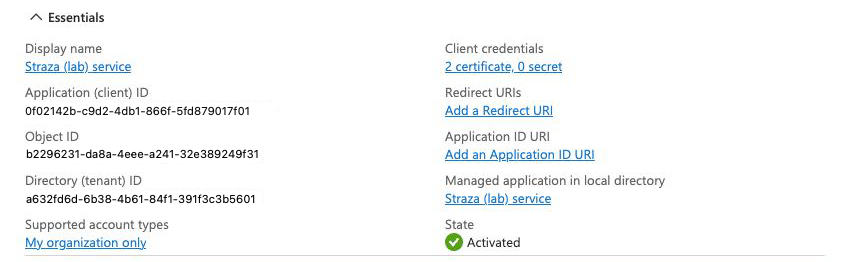 Essentials
Display name
Straza (lab) service
Application (client) ID
0f02142b-c9d2-4db1-866f-5fd879017f01
Object ID
b2296231-da8a-4eee-a241-32e389249f31
Directory (tenant) ID
a632fd6d-6b38-4b61-84f1-391f3c3b5601
Supported account types
My organization only
Client credentials
2 certificate, 0 secret
Redirect URIs
Add a Redirect URI
Application ID URI
Add an Application ID URI
Managed application in local directory
Straza (lab) service
State
Activated